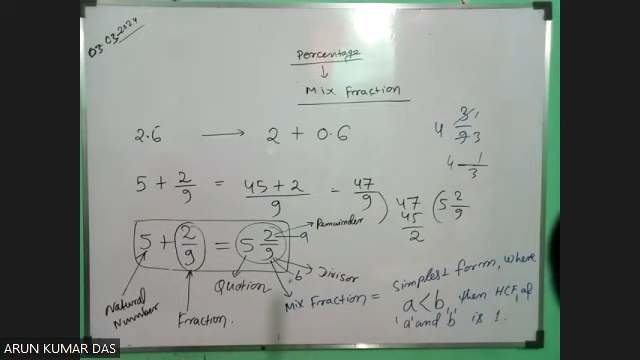 03-03-2024
Percentage
↓
Mix Fraction
2.6 → 2 + 0.6
4 3/9 1 3
4 1/3
5 + 2/9 = 45+2/9 = 47/9
9) 47 (5 2/9
45
2
5 + 2/9 = 5 2/9
Remainder
a
b
Divisor
Quotion
Natural
Number
Fraction.
Mix Fraction = simplest form, where
a<b, then HCF of
'a' and 'b' is 1.
ARUN KUMAR DAS